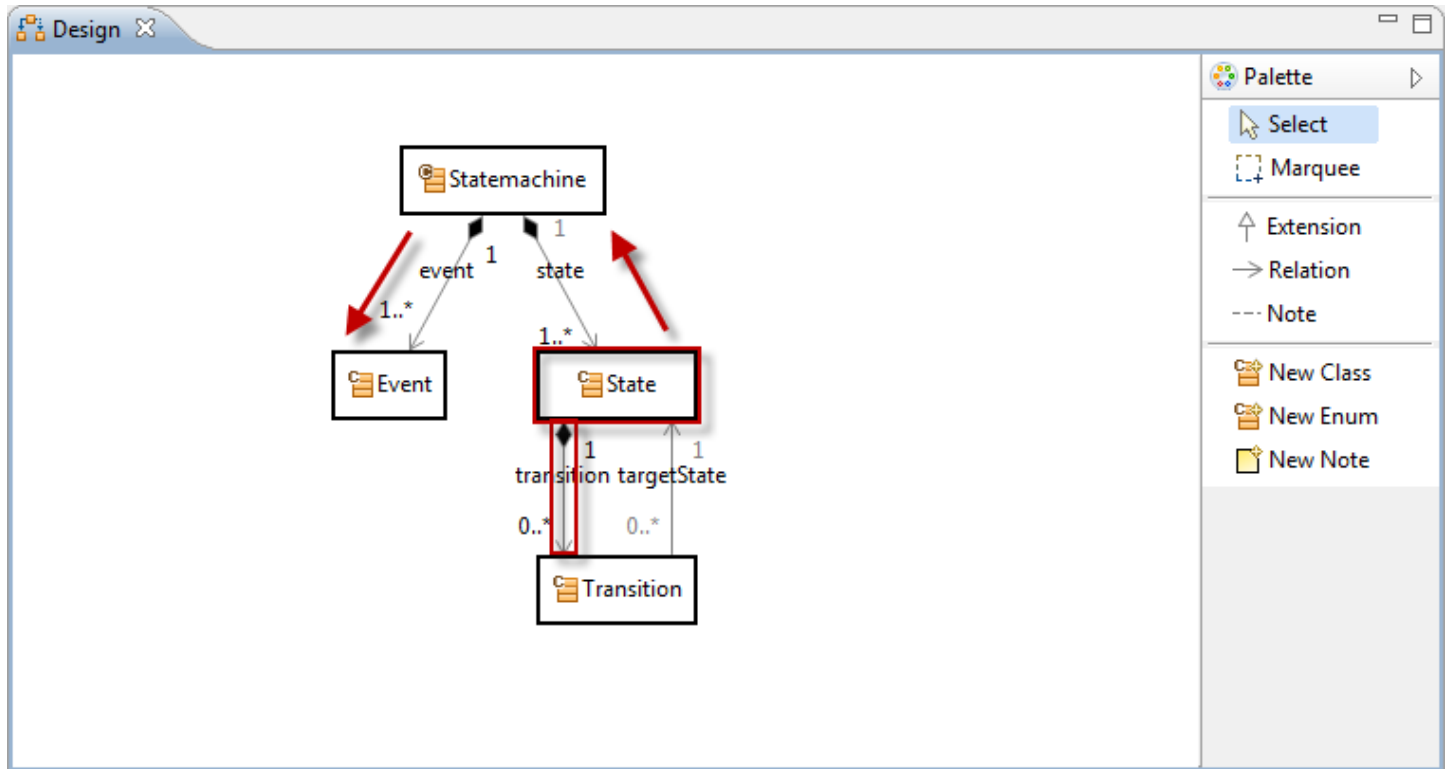 Design
Palette
Select
Marquee
Extension
Relation
Note
New Class
New Enum
New Note
Statemachine
1
1
event
state
1..*
1..*
Event
State
1
1
transition
targetState
0..*
0..*
Transition